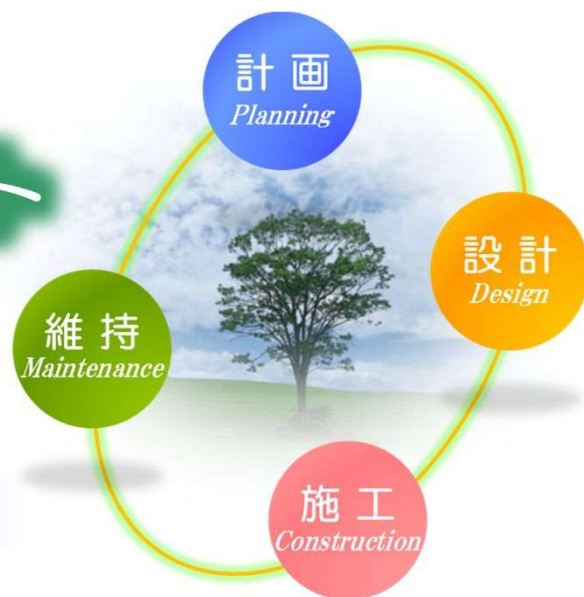 計画
Planning
設計
Design
維持
Maintenance
施工
Construction